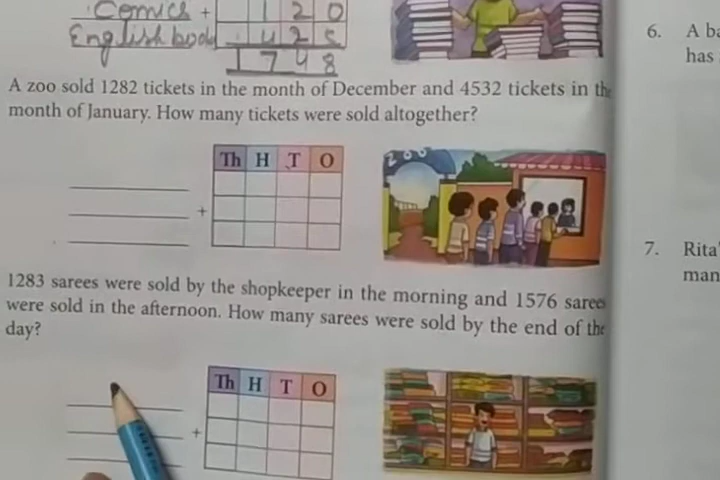 Comics + 1 2 0
English book 4 2 5
1 7 4 8
A zoo sold 1282 tickets in the month of December and 4532 tickets in the
month of January. How many tickets were sold altogether?
Th H T O
ZOO
+
1283 sarees were sold by the shopkeeper in the morning and 1576 sarees
were sold in the afternoon. How many sarees were sold by the end of the
day?
Th H T O
+
6. A ba
has
7. Rita'
man